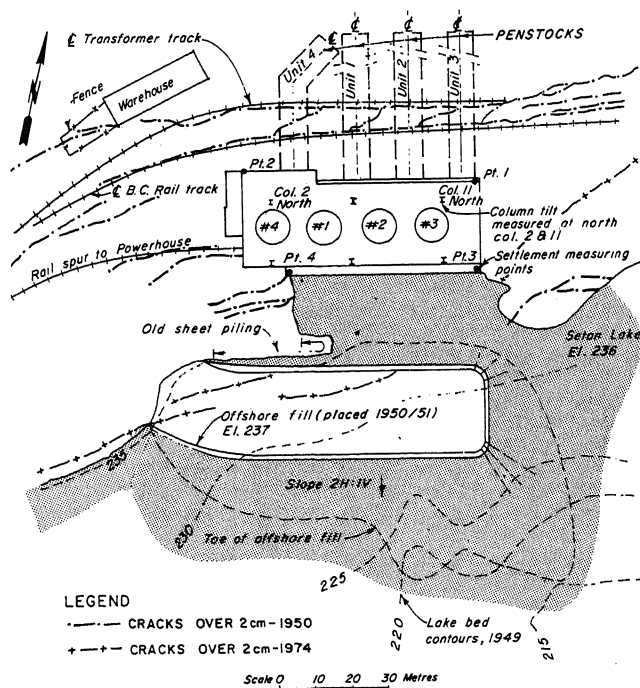 ℄ Transformer track
℄
℄
℄
℄
PENSTOCKS
Unit 4
Unit 1
Unit 2
Unit 3
Fence
Warehouse
Pt. 2
Pt. 1
℄ B.C. Rail track
Col. 2
North
Col. 11
North
#4
#1
#2
#3
Column tilt
measured at north
col. 2 & 11
Rail spur to Powerhouse
Pt. 4
Pt.3
Settlement measuring
points
Old sheet piling
Seton Lake
El. 236
Offshore fill (placed 1950/51)
El. 237
235
Slope 2H:1V
230
Toe of offshore fill
225
220
Lake bed
contours, 1949
215
LEGEND
CRACKS OVER 2cm-1950
CRACKS OVER 2cm-1974
Scale 0 10 20 30 Metres